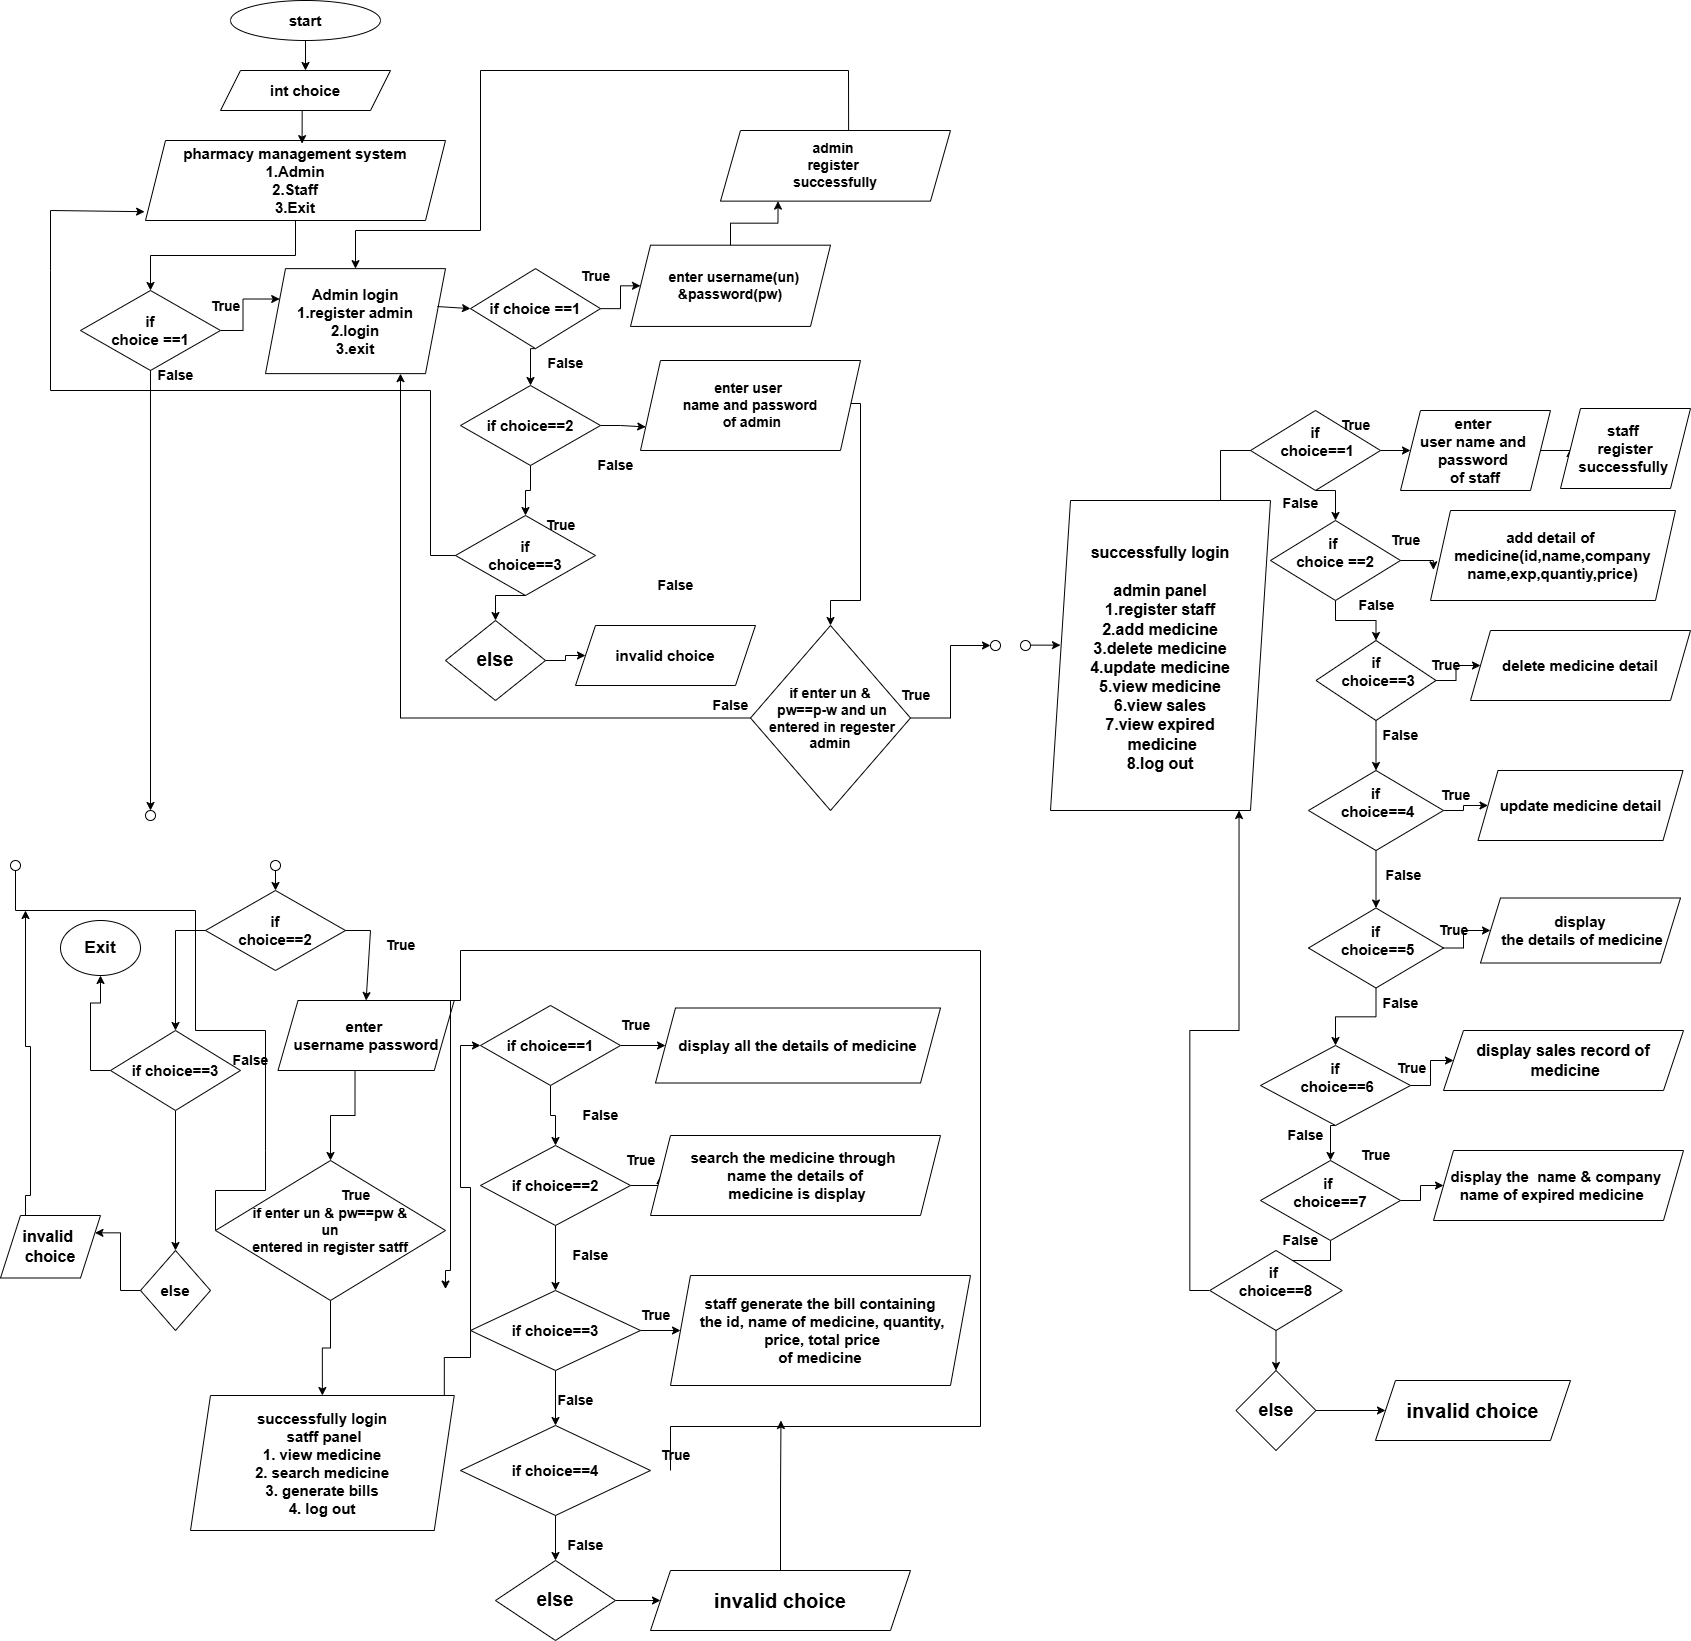 start
int choice
pharmacy management system
1.Admin
2.Staff
3.Exit
if
choice ==1
True
False
Admin login
1.register admin
2.login
3.exit
if choice ==1
True
False
enter username(un)
&password(pw)
admin
register
successfully
if choice==2
False
enter user
name and password
of admin
if
choice==3
True
False
else
invalid choice
if enter un &
pw==p-w and un
entered in regester
admin
False
True
successfully login
admin panel
1.register staff
2.add medicine
3.delete medicine
4.update medicine
5.view medicine
6.view sales
7.view expired
medicine
8.log out
if
choice==1
True
False
enter
user name and
password
of staff
staff
register
successfully
if
choice ==2
True
False
add detail of
medicine(id,name,company
name,exp,quantiy,price)
if
choice==3
True
False
delete medicine detail
if
choice==4
True
False
update medicine detail
if
choice==5
True
False
display
the details of medicine
if
choice==6
True
False
display sales record of
medicine
if
choice==7
True
False
display the name & company
name of expired medicine
if
choice==8
else
invalid choice
if
choice==2
True
Exit
if choice==3
False
enter
username password
True
if enter un & pw==pw &
un
entered in register satff
invalid
choice
else
successfully login
satff panel
1. view medicine
2. search medicine
3. generate bills
4. log out
if choice==1
True
False
display all the details of medicine
if choice==2
True
False
search the medicine through
name the details of
medicine is display
if choice==3
True
False
staff generate the bill containing
the id, name of medicine, quantity,
price, total price
of medicine
if choice==4
True
False
else
invalid choice